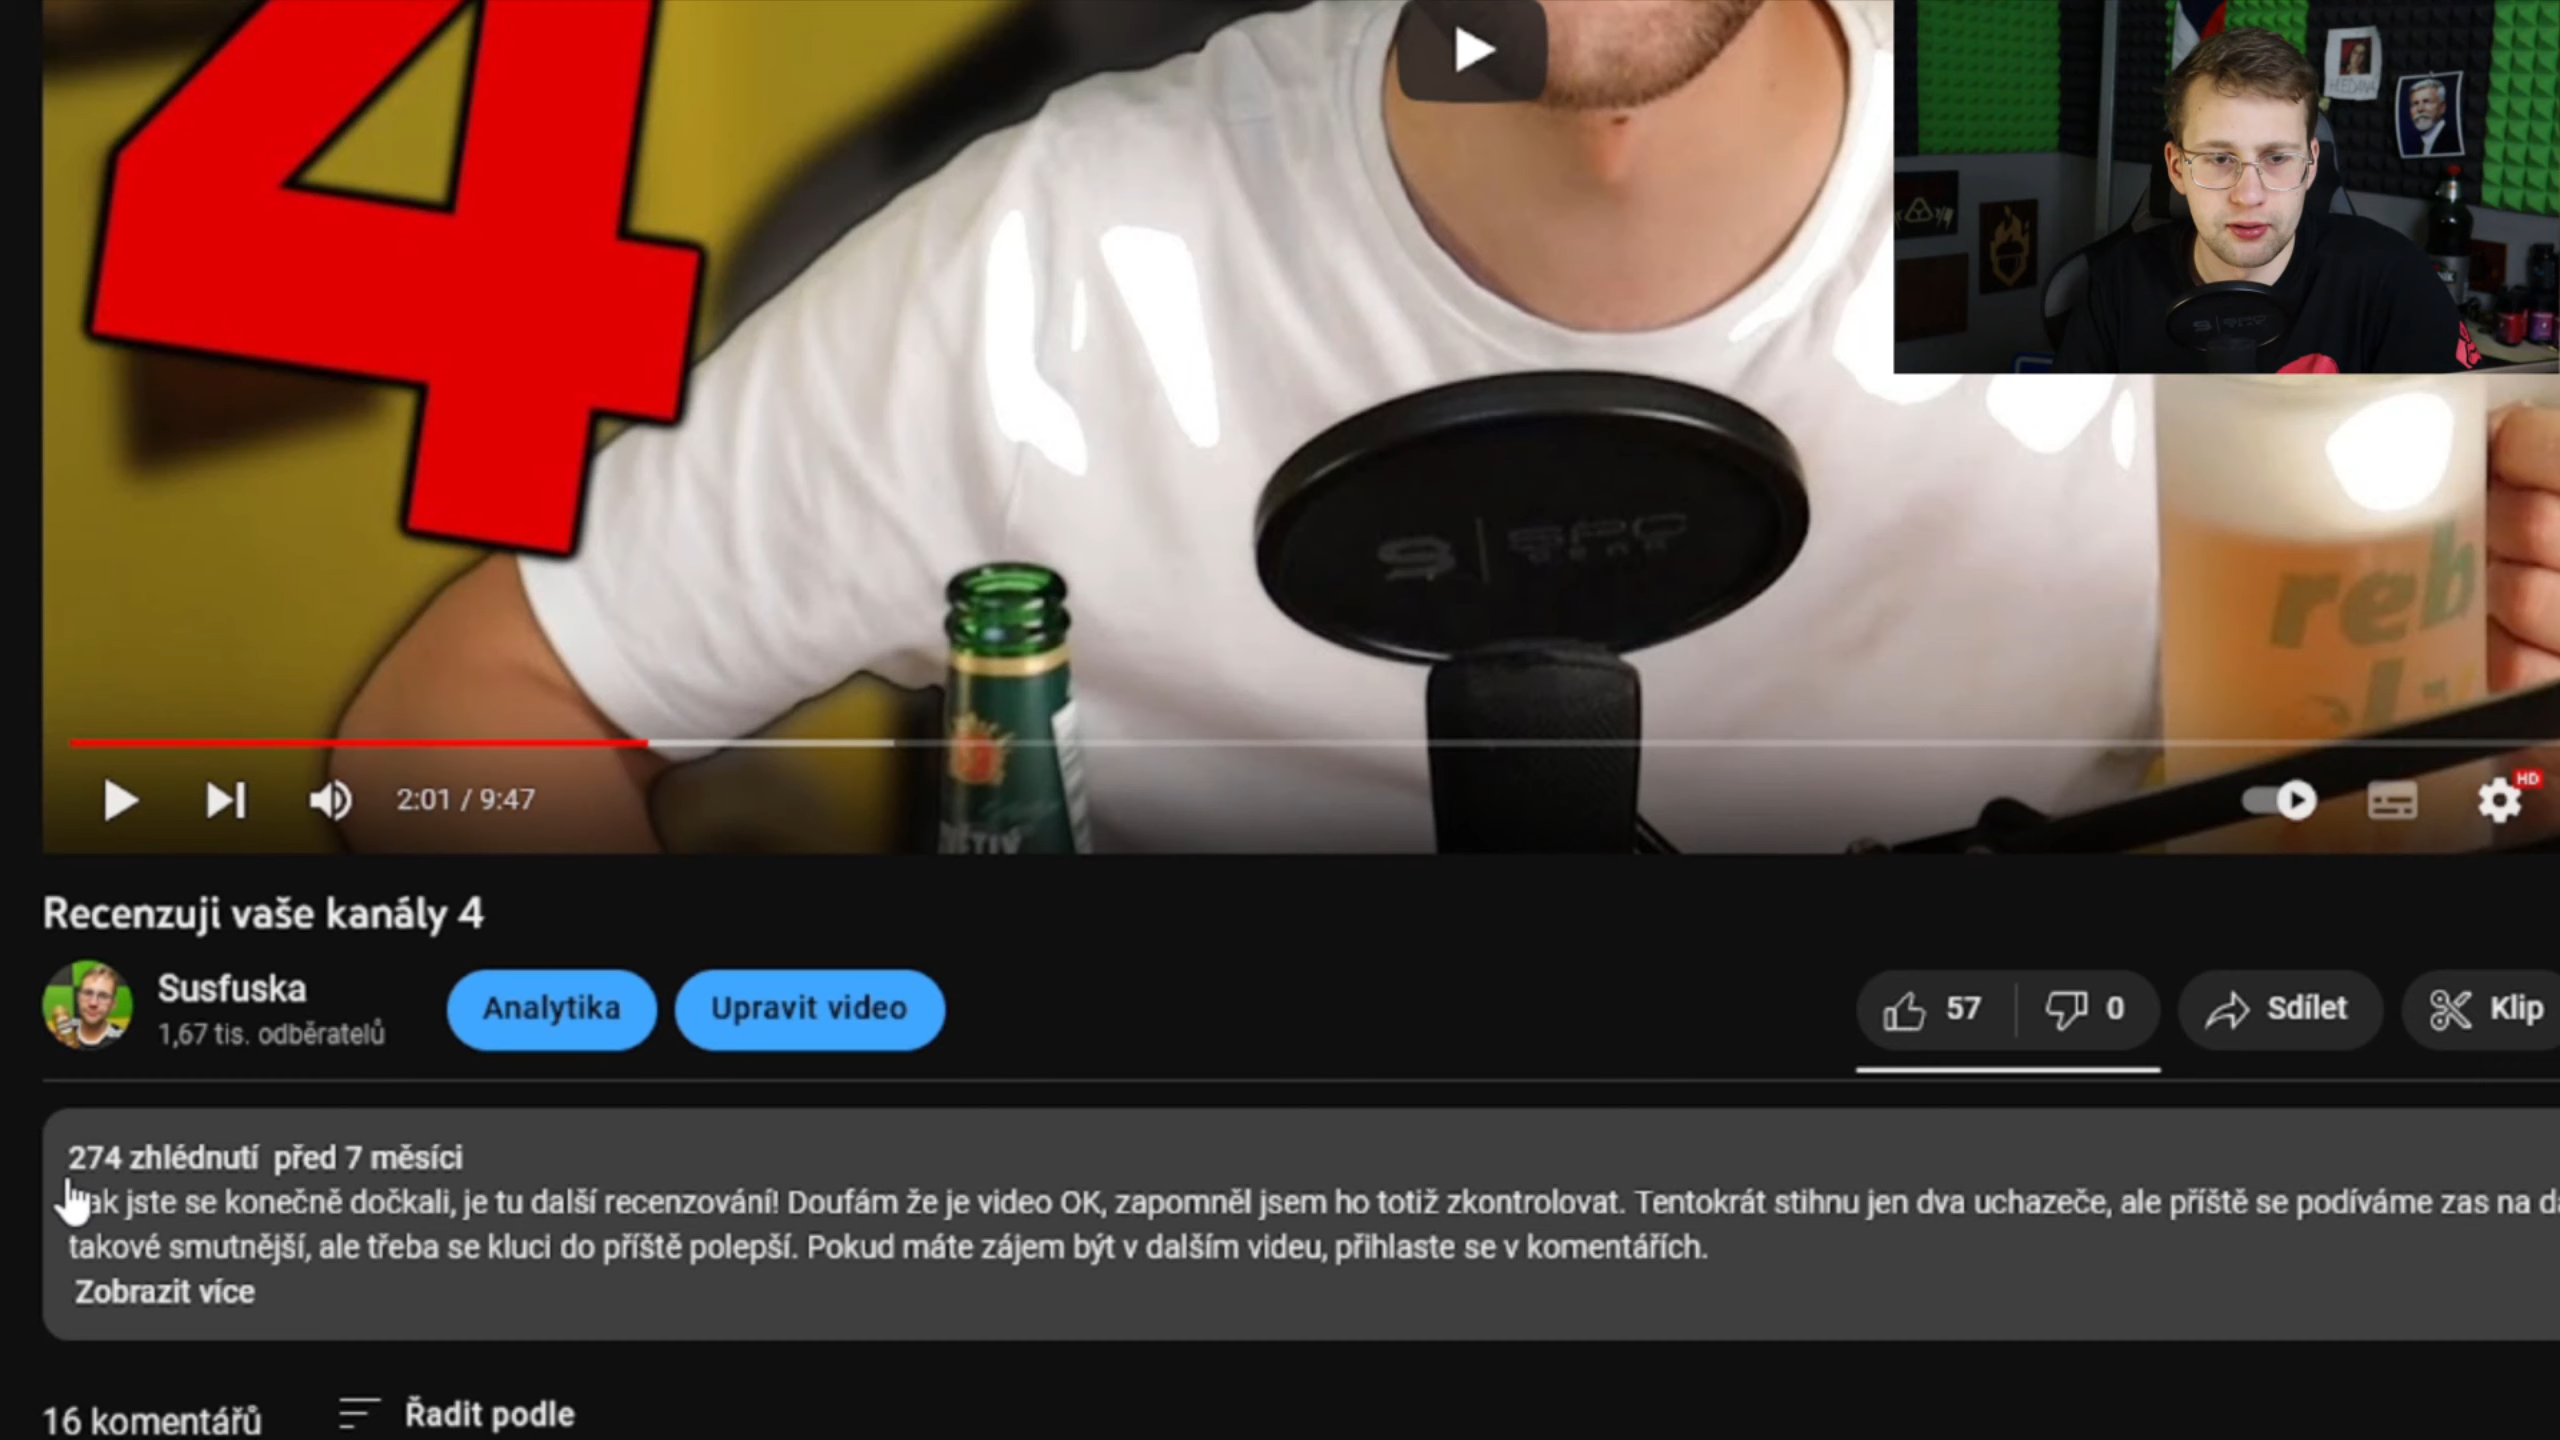 4
HLEDANÁ
reb
2:01 / 9:47
HD
Recenzuji vaše kanály 4
Susfuska
1,67 tis. odběratelů
Analytika
Upravit video
57
0
Sdílet
Klip
274 zhlédnutí před 7 měsíci
ak jste se konečně dočkali, je tu další recenzování! Doufám že je video OK, zapomněl jsem ho totiž zkontrolovat. Tentokrát stihnu jen dva uchazeče, ale příště se podíváme zas na
takové smutnější, ale třeba se kluci do příště polepší. Pokud máte zájem být v dalším videu, přihlaste se v komentářích.
Zobrazit více
16 komentářů
Řadit podle